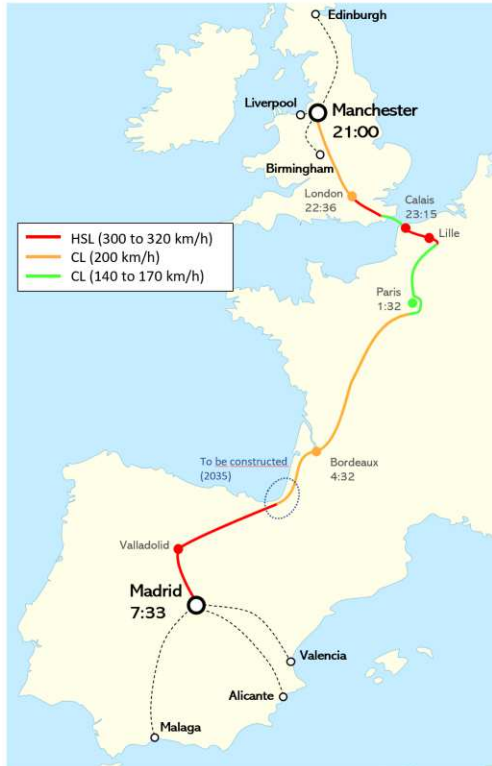 Edinburgh
Liverpool
Manchester
21:00
Birmingham
London
22:36
Calais
23:15
Lille
HSL (300 to 320 km/h)
CL (200 km/h)
CL (140 to 170 km/h)
Paris
1:32
To be constructed
(2035)
Bordeaux
4:32
Valladolid
Madrid
7:33
Valencia
Alicante
Malaga